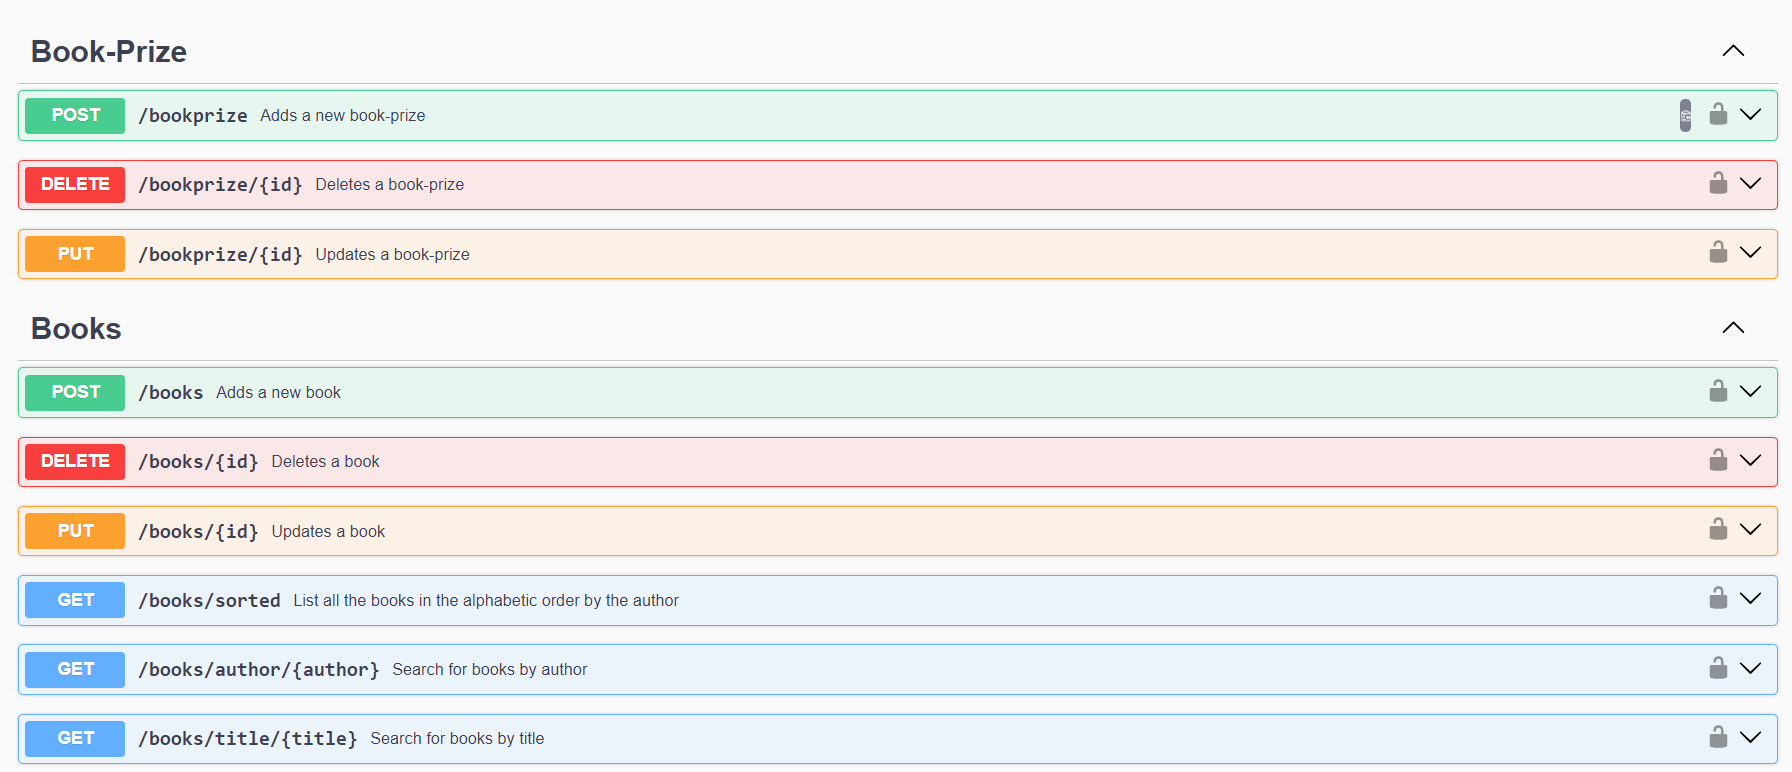 Book-Prize
POST /bookprize Adds a new book-prize
DELETE /bookprize/{id} Deletes a book-prize
PUT /bookprize/{id} Updates a book-prize
Books
POST /books Adds a new book
DELETE /books/{id} Deletes a book
PUT /books/{id} Updates a book
GET /books/sorted List all the books in the alphabetic order by the author
GET /books/author/{author} Search for books by author
GET /books/title/{title} Search for books by title